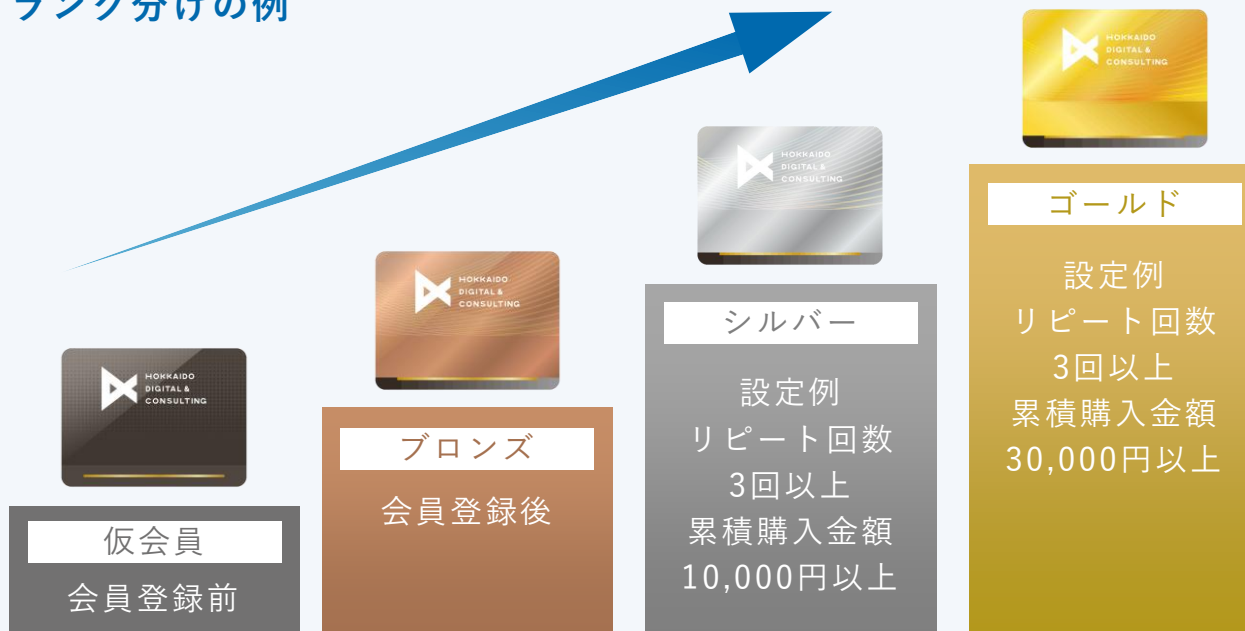 ランク分けの例
HOKKAIDO
DIGITAL &
CONSULTING
仮会員
会員登録前
HOKKAIDO
DIGITAL &
CONSULTING
ブロンズ
会員登録後
HOKKAIDO
DIGITAL &
CONSULTING
シルバー
設定例
リピート回数
3回以上
累積購入金額
10,000円以上
HOKKAIDO
DIGITAL &
CONSULTING
ゴールド
設定例
リピート回数
3回以上
累積購入金額
30,000円以上